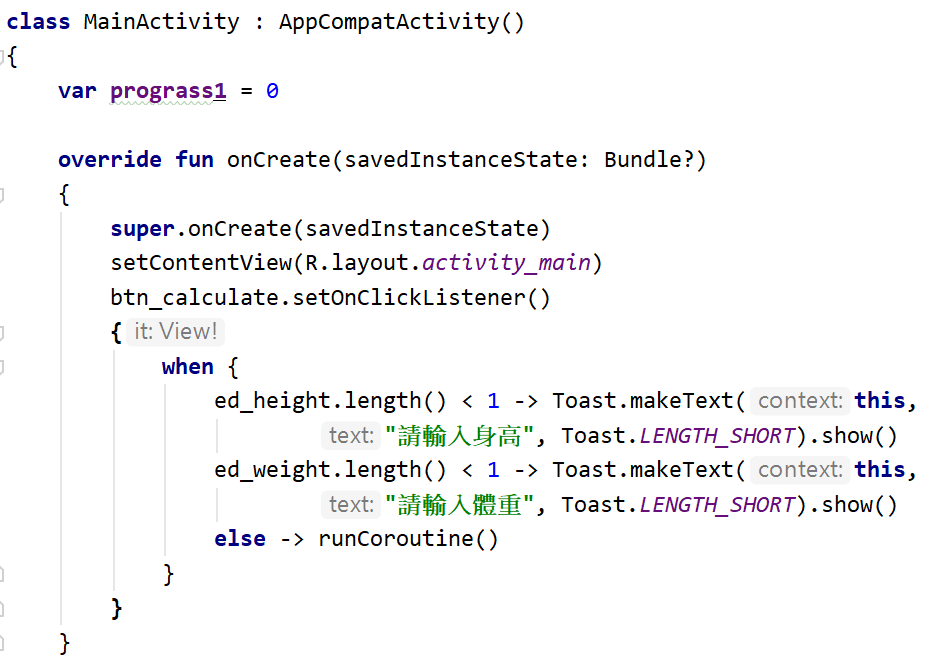 class MainActivity : AppCompatActivity()
{
    var prograss1 = 0

    override fun onCreate(savedInstanceState: Bundle?)
    {
        super.onCreate(savedInstanceState)
        setContentView(R.layout.activity_main)
        btn_calculate.setOnClickListener()
        { it: View!
            when {
                ed_height.length() < 1 -> Toast.makeText( context: this,
                        text: "請輸入身高", Toast.LENGTH_SHORT).show()
                ed_weight.length() < 1 -> Toast.makeText( context: this,
                        text: "請輸入體重", Toast.LENGTH_SHORT).show()
                else -> runCoroutine()
            }
        }
    }